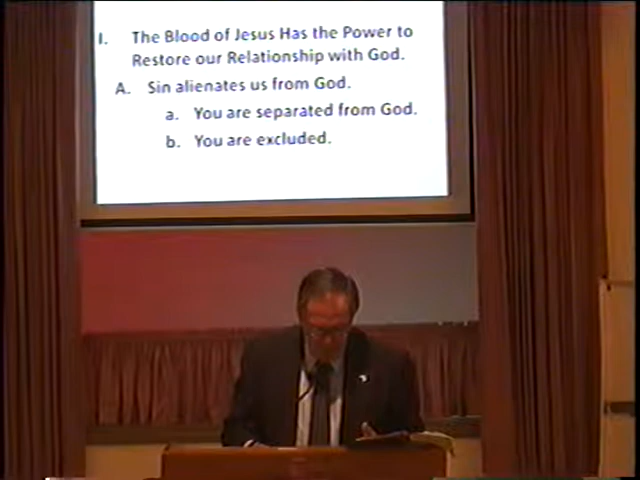 I. The Blood of Jesus Has the Power to
Restore our Relationship with God.
A. Sin alienates us from God.
a. You are separated from God.
b. You are excluded.